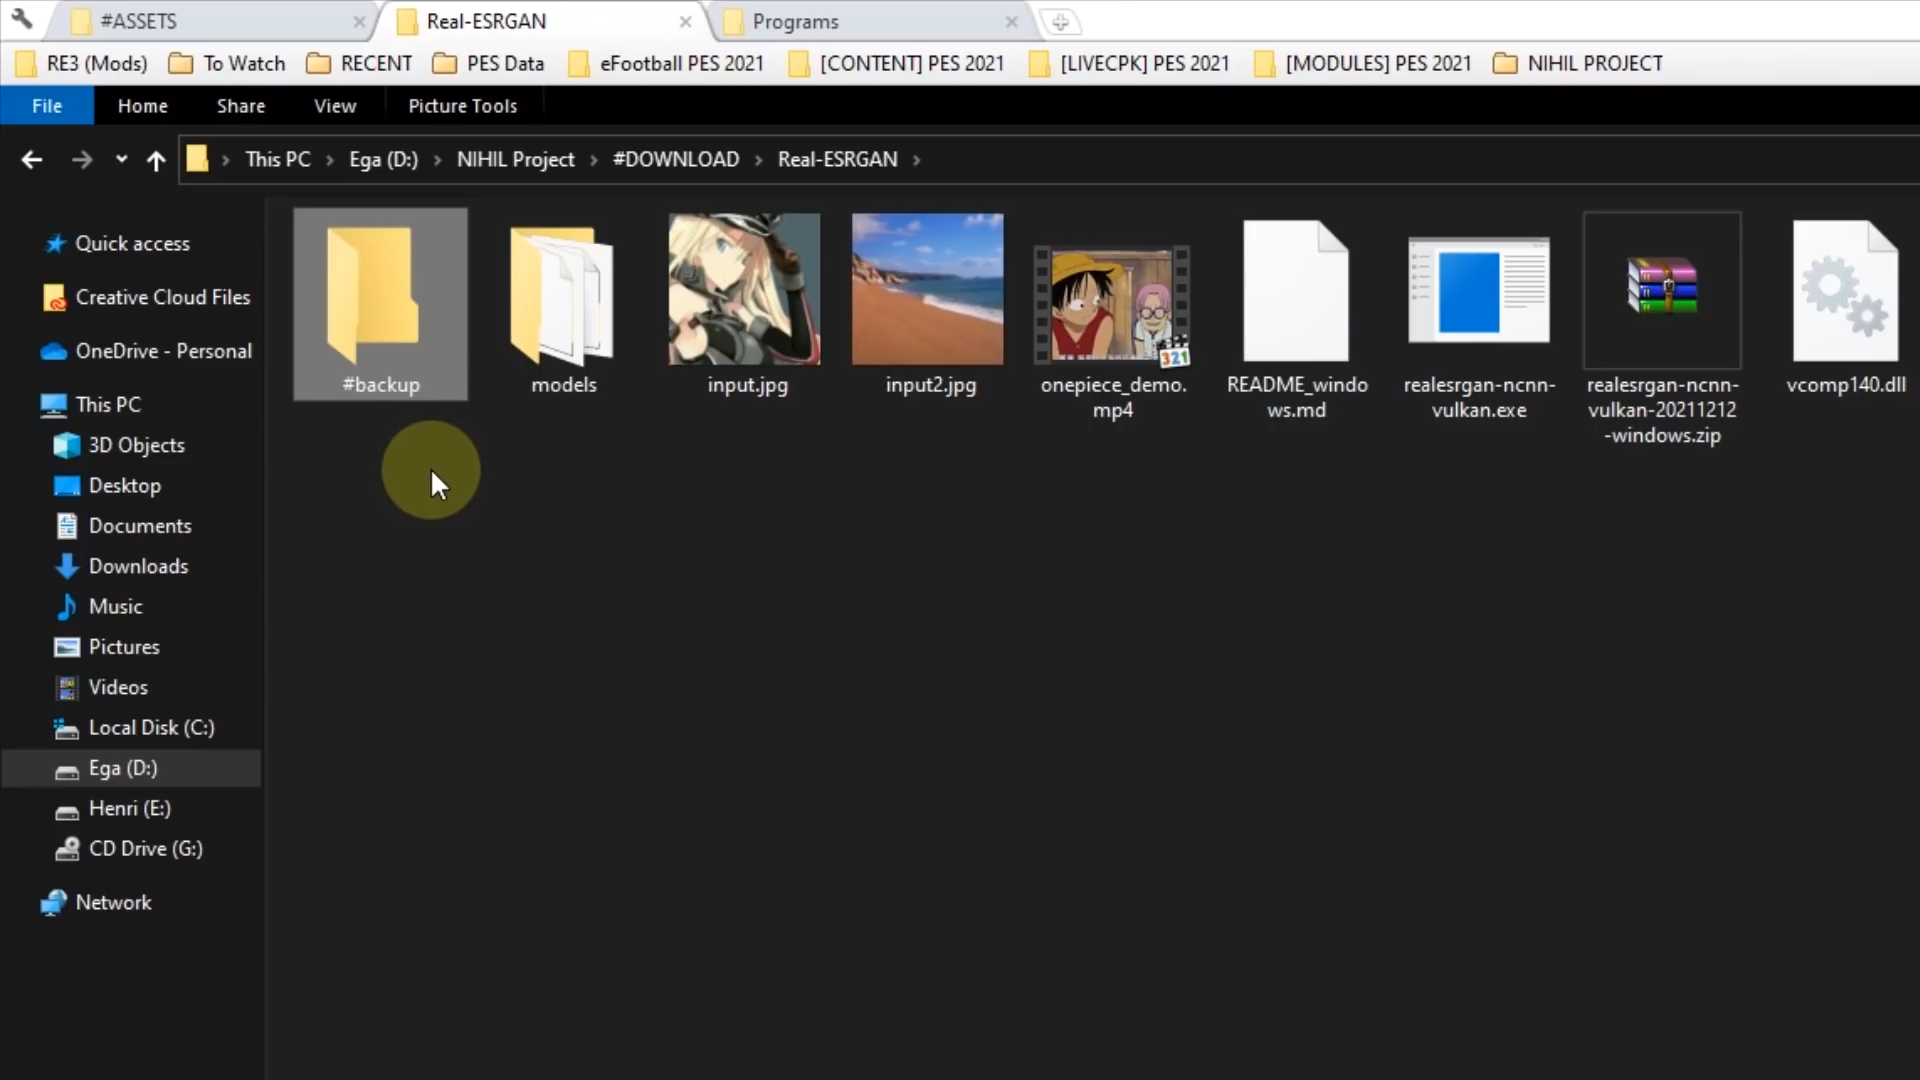 #ASSETS
Real-ESRGAN
Programs
RE3 (Mods)
To Watch
RECENT
PES Data
eFootball PES 2021
[CONTENT] PES 2021
[LIVECPK] PES 2021
[MODULES] PES 2021
NIHIL PROJECT
File
Home
Share
View
Picture Tools
This PC
Ega (D:)
NIHIL Project
#DOWNLOAD
Real-ESRGAN
Quick access
Creative Cloud Files
OneDrive - Personal
This PC
3D Objects
Desktop
Documents
Downloads
Music
Pictures
Videos
Local Disk (C:)
Ega (D:)
Henri (E:)
CD Drive (G:)
Network
#backup
models
input.jpg
input2.jpg
321
onepiece_demo.
mp4
README_windo
ws.md
realesrgan-ncnn-
vulkan.exe
realesrgan-ncnn-
vulkan-20211212
-windows.zip
vcomp140.dll